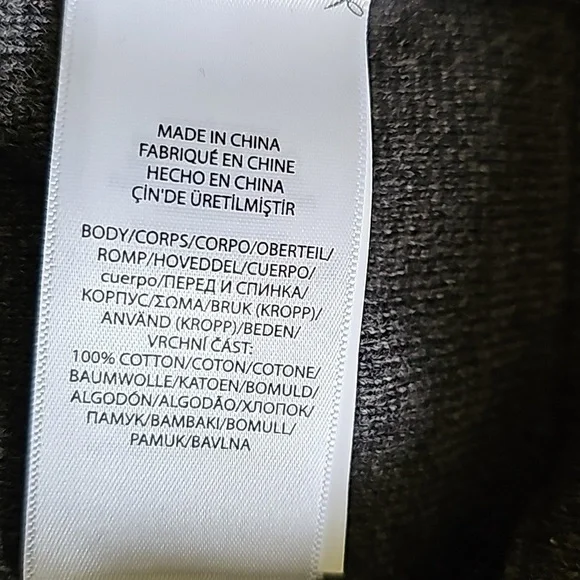 MADE IN CHINA
FABRIQUÉ EN CHINE
HECHO EN CHINA
ÇİN'DE ÜRETİLMİŞTİR
BODY/CORPS/CORPO/OBERTEIL/
ROMP/HOVEDDEL/CUERPO/
cuerpo/ПЕРЕД И СПИНКА/
КОРПУС/ΣΩΜΑ/BRUK (KROPP)/
ANVÄND (KROPP)/BEDEN/
VRCHNÍ ČÁST:
100% COTTON/COTON/COTONE/
BAUMWOLLE/KATOEN/BOMULD/
ALGODÓN/ALGODÃO/ХЛОПОК/
ПАМУК/ΒΑΜΒΑΚΙ/BOMULL/
PAMUK/BAVLNA